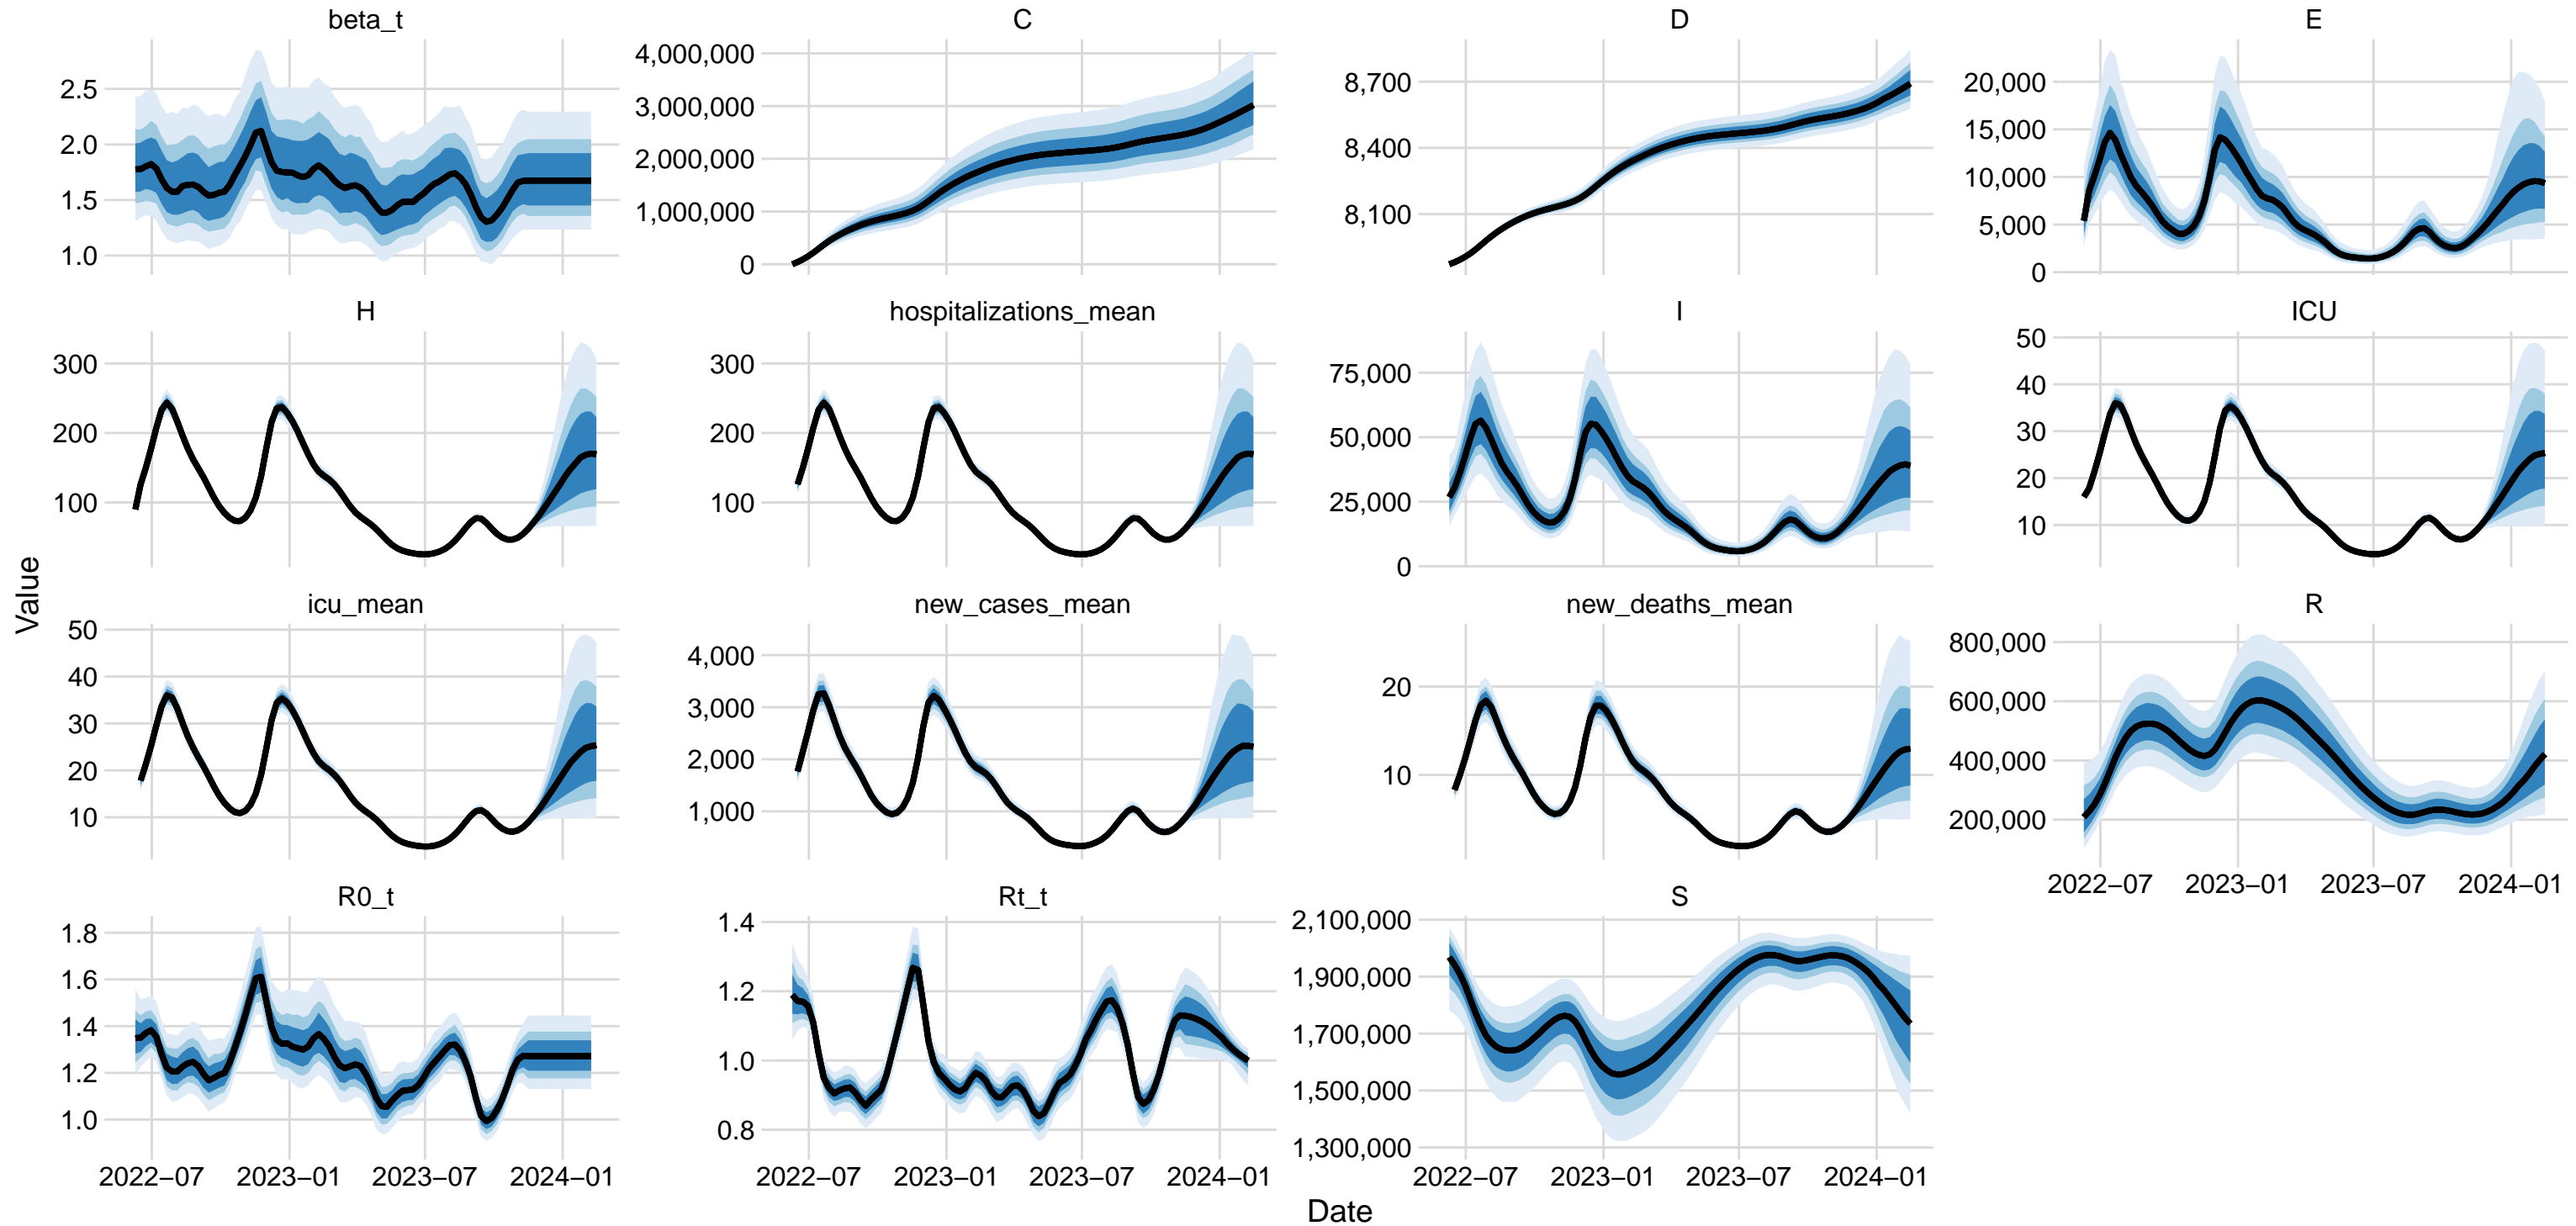 beta_t
C
D
E
2.5
2.0
1.5
1.0
4,000,000
3,000,000
2,000,000
1,000,000
0
8,700
8,400
8,100
20,000
15,000
10,000
5,000
0
H
hospitalizations_mean
I
ICU
300
200
100
300
200
100
75,000
50,000
25,000
0
50
40
30
20
10
Value
icu_mean
new_cases_mean
new_deaths_mean
R
50
40
30
20
10
4,000
3,000
2,000
1,000
20
10
800,000
600,000
400,000
200,000
2022−07 2023−01 2023−07 2024−01
R0_t
Rt_t
S
1.8
1.6
1.4
1.2
1.0
1.4
1.2
1.0
0.8
2,100,000
1,900,000
1,700,000
1,500,000
1,300,000
2022−07 2023−01 2023−07 2024−01
2022−07 2023−01 2023−07 2024−01
2022−07 2023−01 2023−07 2024−01
Date